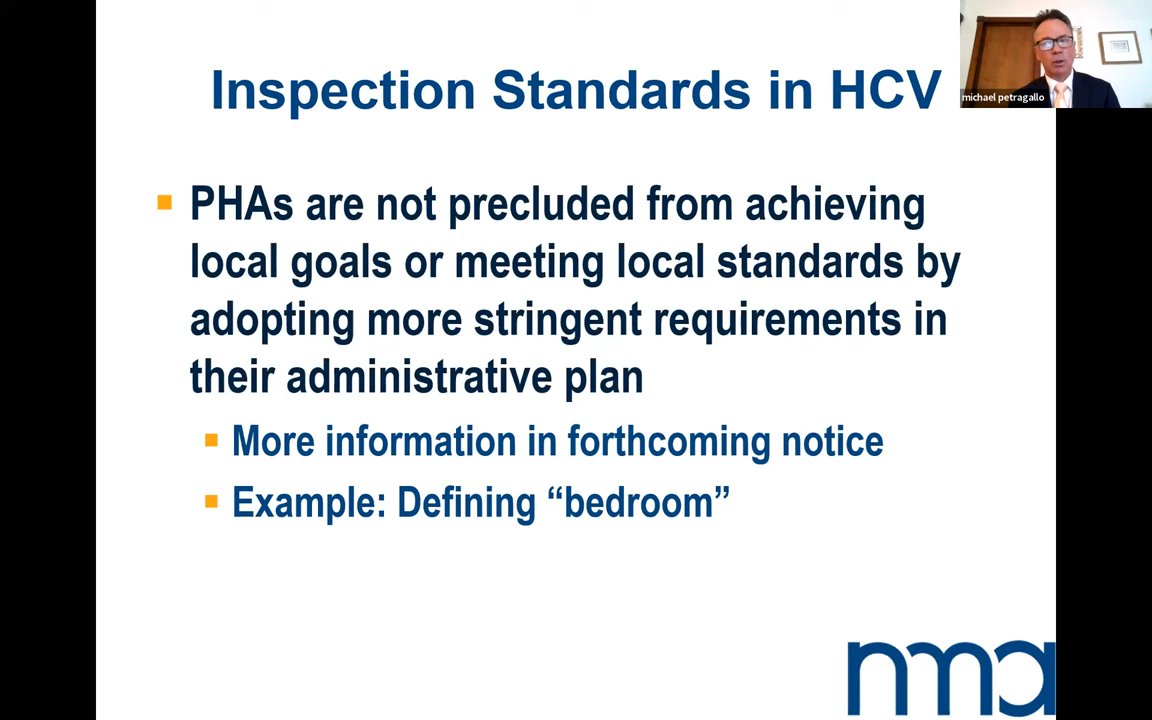 Inspection Standards in HCV
michael petragallo
PHAs are not precluded from achieving
local goals or meeting local standards by
adopting more stringent requirements in
their administrative plan
More information in forthcoming notice
Example: Defining “bedroom”
nma